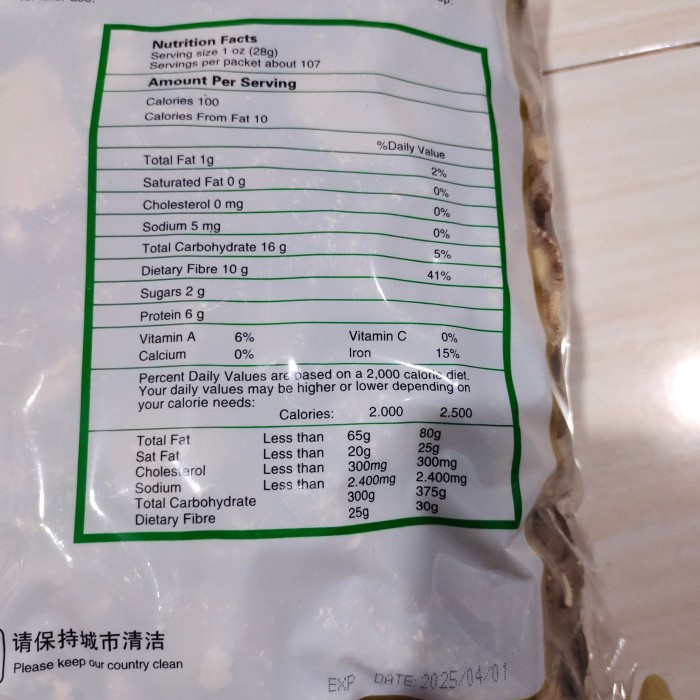 Nutrition Facts
Serving size 1 oz (28g)
Servings per packet about 107
Amount Per Serving
Calories 100
Calories From Fat 10
%Daily Value
Total Fat 1g 2%
Saturated Fat 0 g 0%
Cholesterol 0 mg 0%
Sodium 5 mg 0%
Total Carbohydrate 16 g 5%
Dietary Fibre 10 g 41%
Sugars 2 g
Protein 6 g
Vitamin A 6% Vitamin C 0%
Calcium 0% Iron 15%
Percent Daily Values are based on a 2,000 calorie diet.
Your daily values may be higher or lower depending on
your calorie needs:
Calories: 2.000 2.500
Total Fat Less than 65g 80g
Sat Fat Less than 20g 25g
Cholesterol Less than 300mg 300mg
Sodium Less than 2.400mg 2.400mg
Total Carbohydrate 300g 375g
Dietary Fibre 25g 30g
请保持城市清洁
Please keep our country clean
EXP DATE: 2025/04/01